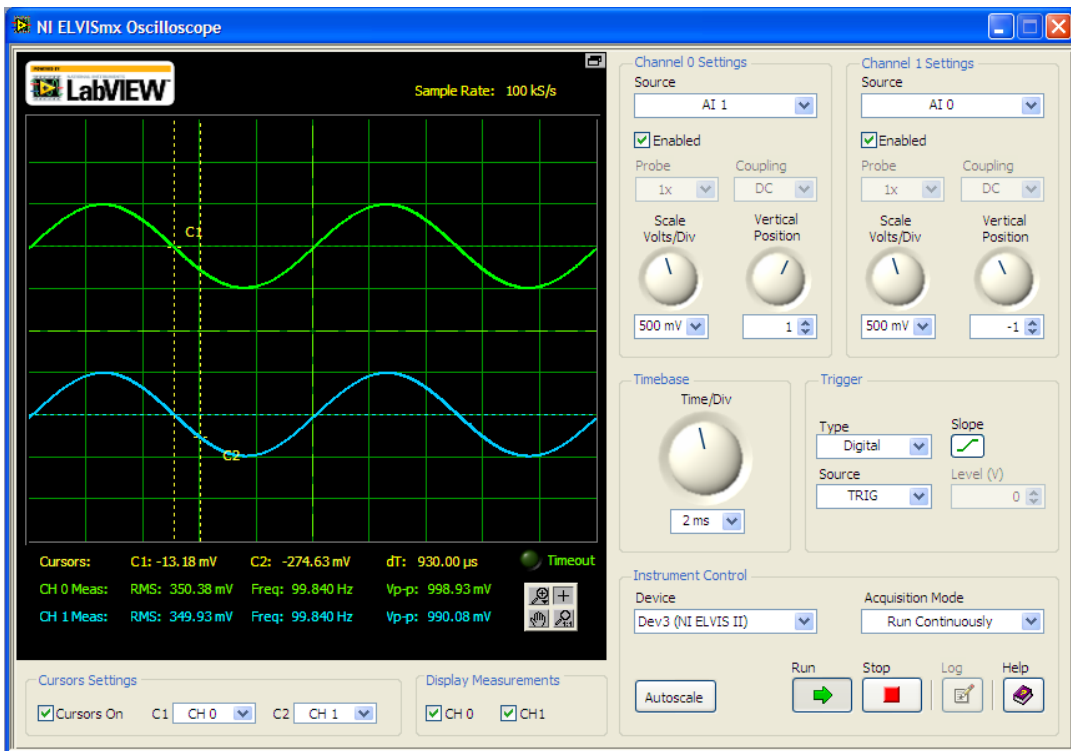 NI ELVISmx Oscilloscope
LabVIEW
Sample Rate: 100 kS/s
C1
C2
Cursors: C1: -13.18 mV C2: -274.63 mV dT: 930.00 µs Timeout
CH 0 Meas: RMS: 350.38 mV Freq: 99.840 Hz Vp-p: 998.93 mV
CH 1 Meas: RMS: 349.93 mV Freq: 99.840 Hz Vp-p: 990.08 mV
Cursors Settings
Cursors On C1 CH 0 C2 CH 1
Display Measurements
CH 0 CH1
Channel 0 Settings
Source
AI 1
Enabled
Probe Coupling
1x DC
Scale Vertical
Volts/Div Position
500 mV 1
Channel 1 Settings
Source
AI 0
Enabled
Probe Coupling
1x DC
Scale Vertical
Volts/Div Position
500 mV -1
Timebase
Time/Div
2 ms
Trigger
Type Slope
Digital
Source Level (V)
TRIG 0
Instrument Control
Device Acquisition Mode
Dev3 (NI ELVIS II) Run Continuously
Run Stop Log Help
Autoscale